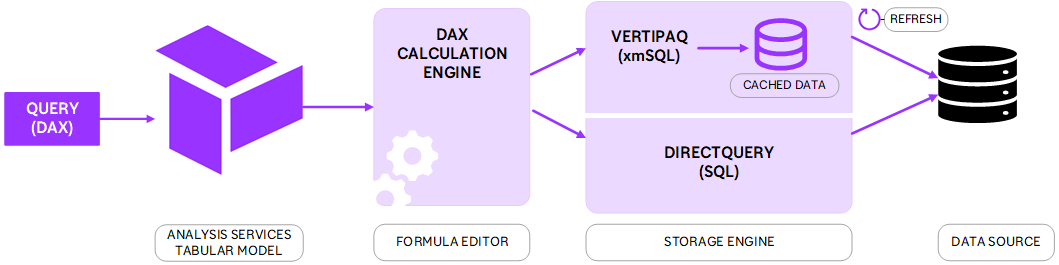 QUERY
(DAX)
DAX
CALCULATION
ENGINE
VERTIPAQ
(xmSQL)
CACHED DATA
REFRESH
DIRECTQUERY
(SQL)
ANALYSIS SERVICES
TABULAR MODEL
FORMULA EDITOR
STORAGE ENGINE
DATA SOURCE